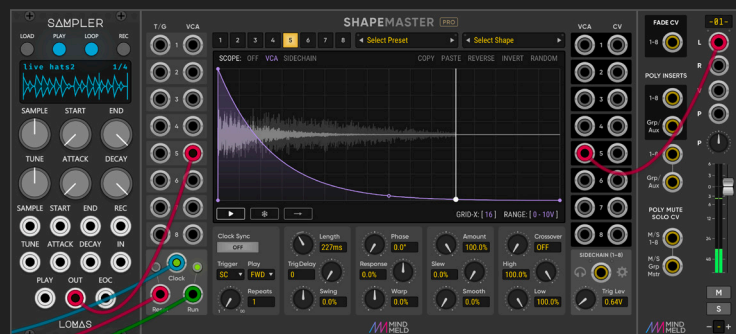 SAMPLER
LOAD PLAY LOOP REC
live hats2 1/4
SAMPLE START END
TUNE ATTACK DECAY
SAMPLE START END REC
TUNE ATTACK DECAY IN
PLAY OUT EOC
LOMAS
T/G VCA
1
2
3
4
5
6
7
8
Clock
Run
SHAPEMASTER PRO
1 2 3 4 5 6 7 8 Select Preset Select Shape
SCOPE: OFF VCA SIDECHAIN COPY PASTE REVERSE INVERT RANDOM
GRID-X: [ 16 ] RANGE: [ 0 - 10V ]
Clock Sync
OFF
Trigger Play
SC FWD
Repeats
1
Length
227ms
TrigDelay
0
Swing
0.0%
Phase
0.0°
Response
0.0%
Warp
0.0%
Amount
100.0%
Slew
0.0%
Smooth
0.0%
Crossover
OFF
High
100.0%
Low
100.0%
MIND MELD
VCA CV
1
2
3
4
5
6
7
8
SIDECHAIN (1-8)
Trig Lev
0.64V
FADE CV
1-8
POLY INSERTS
1-8
Grp/
Aux
1-8
Grp/
Aux
POLY MUTE
SOLO CV
M/S
1-8
M/S
Grp
Mstr
MIND MELD
-01-
L
R
V
P
P
M
S
- +